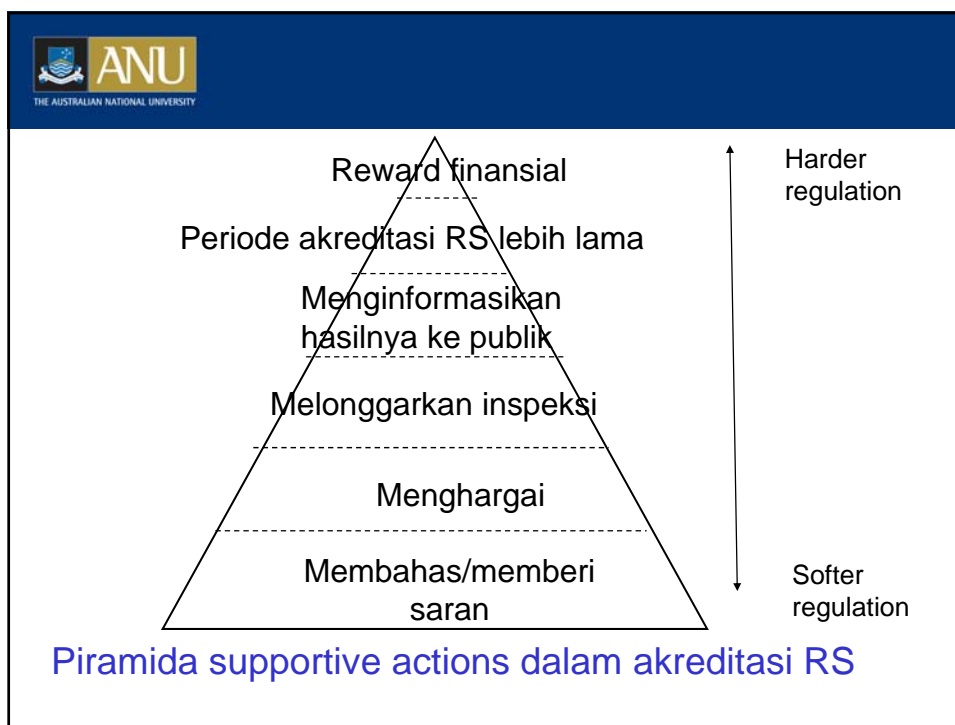 ANU
THE AUSTRALIAN NATIONAL UNIVERSITY
Reward finansial
Harder
regulation
Periode akreditasi RS lebih lama
Menginformasikan
hasilnya ke publik
Melonggarkan inspeksi
Menghargai
Membahas/memberi
saran
Softer
regulation
Piramida supportive actions dalam akreditasi RS